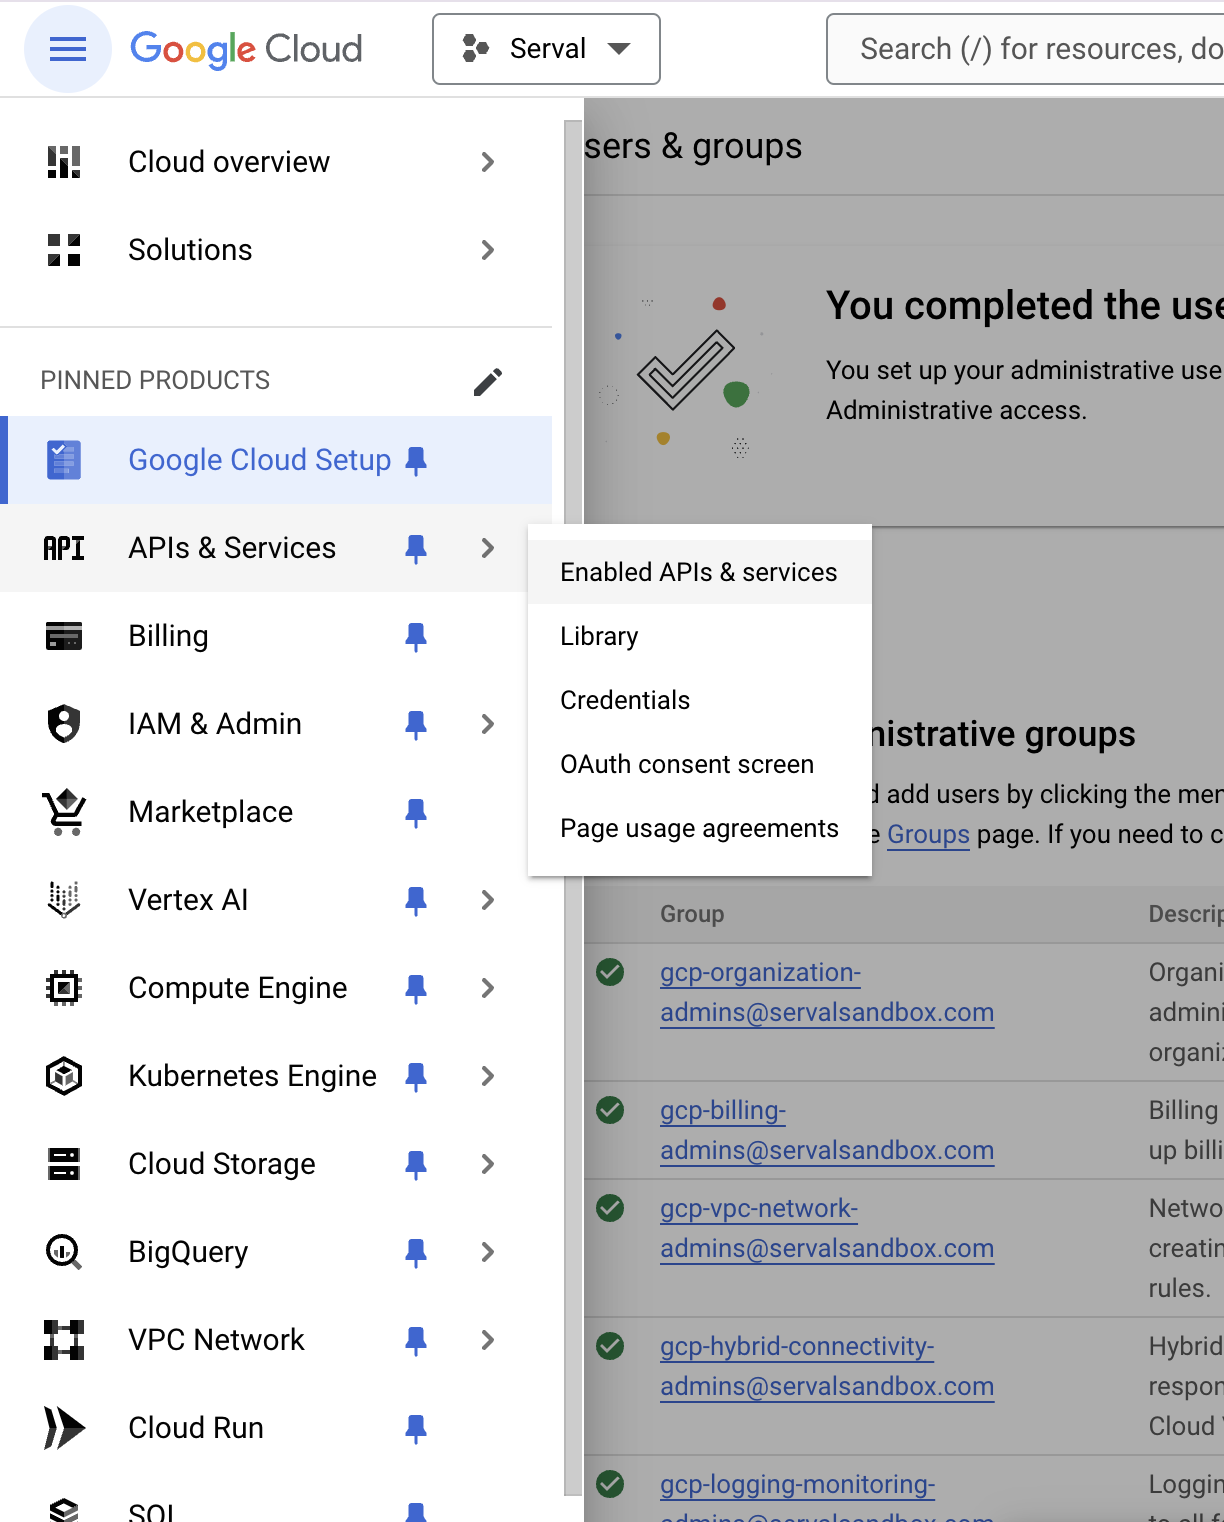 Google Cloud
Serval
Search (/) for resources, do
Cloud overview
Solutions
PINNED PRODUCTS
Google Cloud Setup
API APIs & Services
Billing
IAM & Admin
Marketplace
Vertex AI
Compute Engine
Kubernetes Engine
Cloud Storage
BigQuery
VPC Network
Cloud Run
SQL
Enabled APIs & services
Library
Credentials
OAuth consent screen
Page usage agreements
sers & groups
You completed the use
You set up your administrative use
Administrative access.
nistrative groups
d add users by clicking the mer
e Groups page. If you need to c
Group
Descrip
gcp-organization-
admins@servalsandbox.com
Organi
admini
organiz
gcp-billing-
admins@servalsandbox.com
Billing
up billi
gcp-vpc-network-
admins@servalsandbox.com
Netwo
creatin
rules.
gcp-hybrid-connectivity-
admins@servalsandbox.com
Hybrid
respon
Cloud
gcp-logging-monitoring-
admins@servalsandbox.com
Loggin
to all f